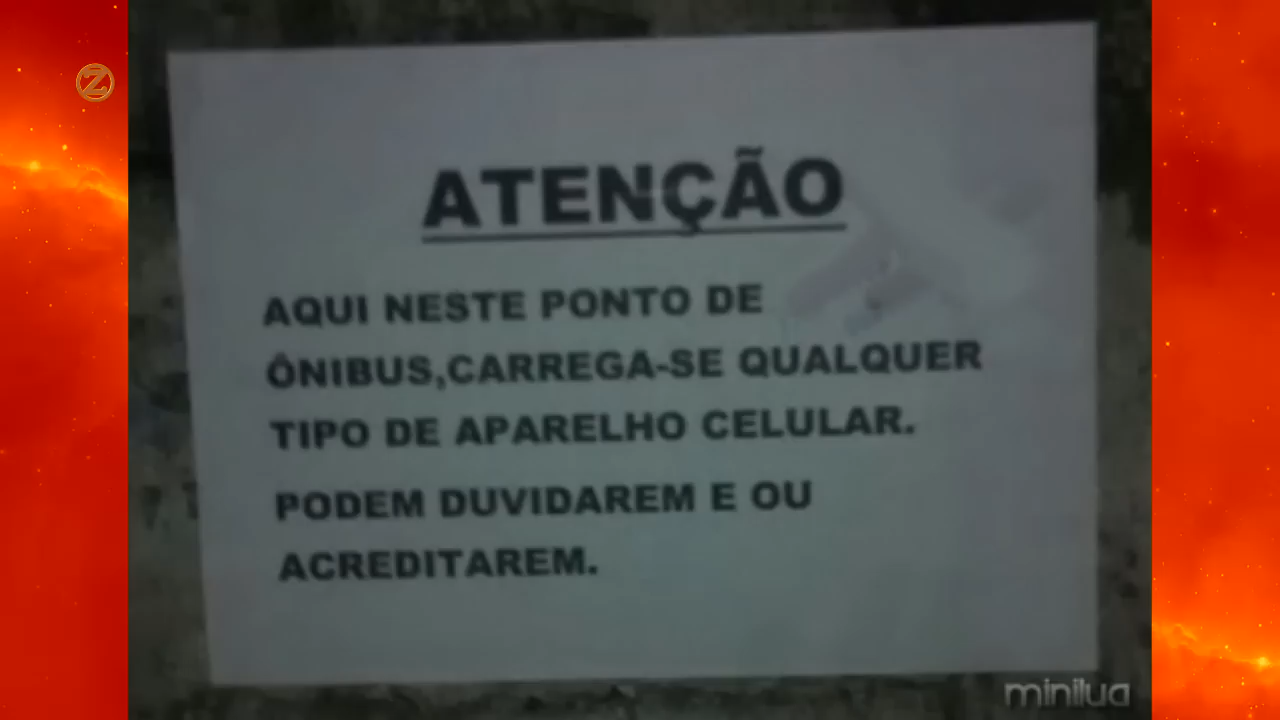 ATENÇÃO
AQUI NESTE PONTO DE
ÔNIBUS,CARREGA-SE QUALQUER
TIPO DE APARELHO CELULAR.
PODEM DUVIDAREM E OU
ACREDITAREM.
minilua
Z